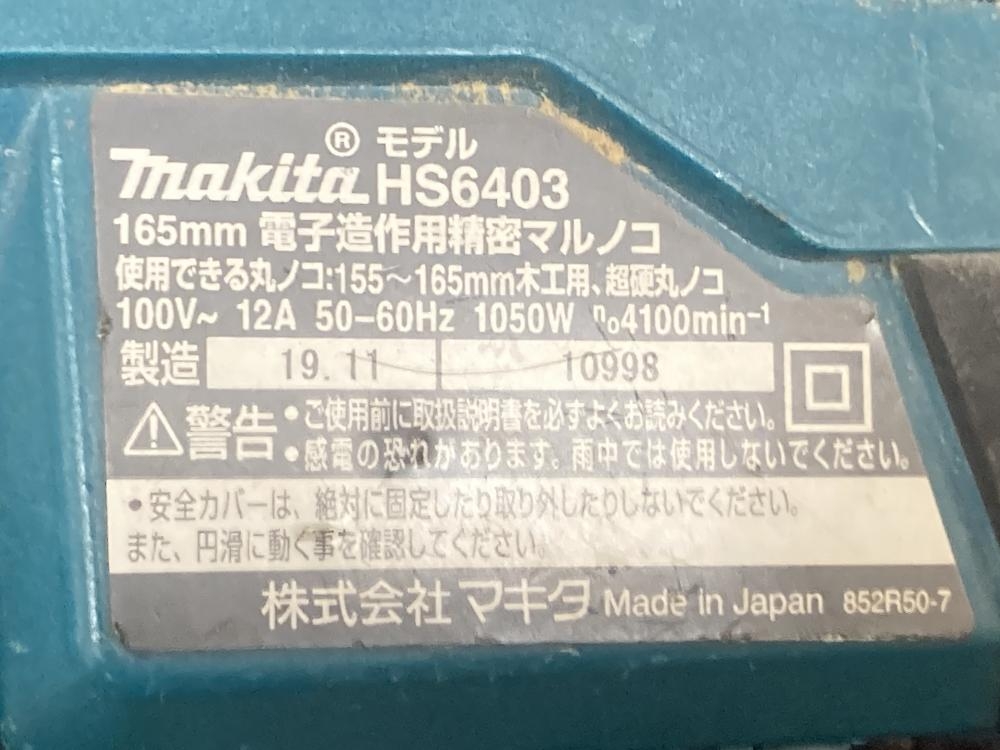 ® モデル
makita HS6403
165mm 電子造作用精密マルノコ
使用できる丸ノコ:155～165mm木工用、超硬丸ノコ
100V~ 12A 50-60Hz 1050W n₀4100min⁻¹
製造 19.11 10998
警告 •ご使用前に取扱説明書を必ずよくお読みください。
•感電の恐れがあります。雨中では使用しないでください。
•安全カバーは、絶対に固定したり取り外したりしないでください。
また、円滑に動く事を確認してください。
株式会社 マキタ Made in Japan 852R50-7